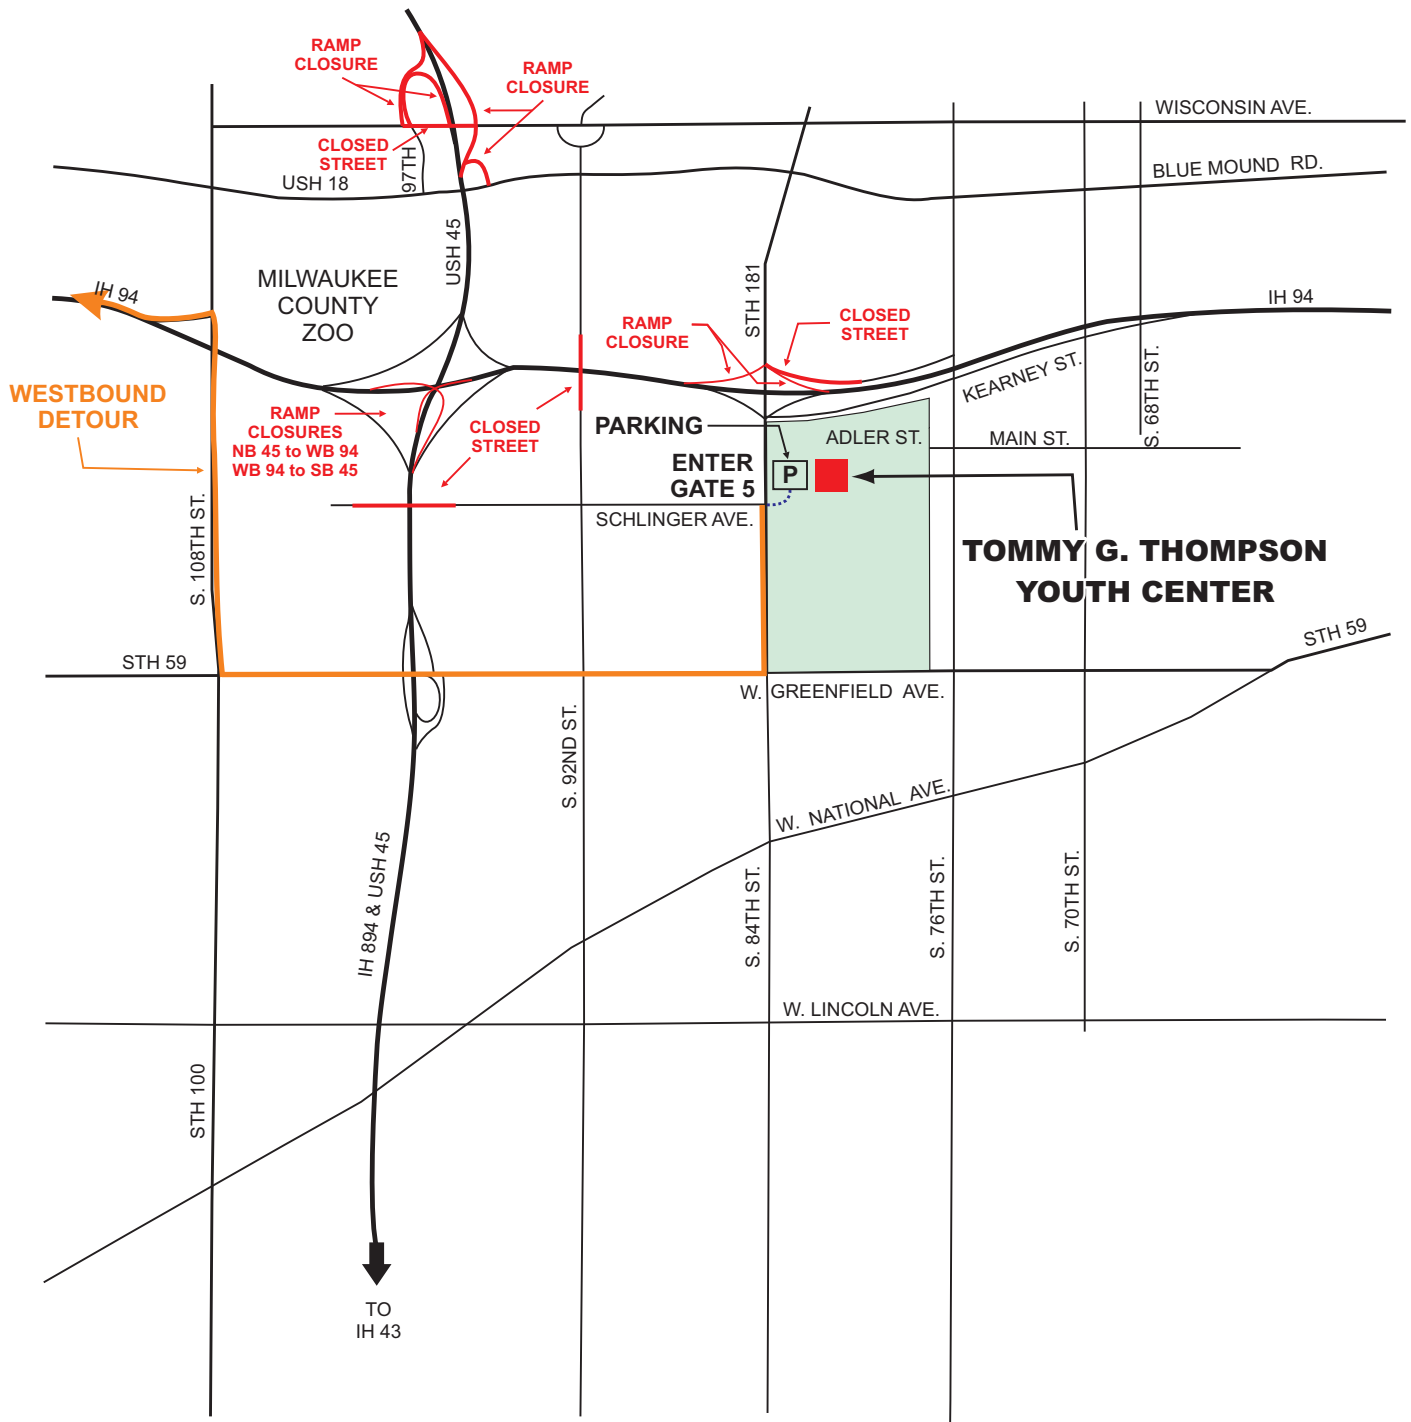 RAMP
CLOSURE
RAMP
CLOSURE
WISCONSIN AVE.
CLOSED
STREET
97TH
USH 18
BLUE MOUND RD.
USH 45
MILWAUKEE
COUNTY
ZOO
IH 94
STH 181
IH 94
RAMP
CLOSURE
CLOSED
STREET
KEARNEY ST.
S. 68TH ST.
WESTBOUND
DETOUR
RAMP
CLOSURES
NB 45 to WB 94
WB 94 to SB 45
CLOSED
STREET
PARKING
ADLER ST.
MAIN ST.
ENTER
GATE 5
P
SCHLINGER AVE.
S. 108TH ST.
TOMMY G. THOMPSON
YOUTH CENTER
STH 59
STH 59
W. GREENFIELD AVE.
S. 92ND ST.
W. NATIONAL AVE.
IH 894 & USH 45
S. 84TH ST.
S. 76TH ST.
S. 70TH ST.
W. LINCOLN AVE.
STH 100
TO
IH 43